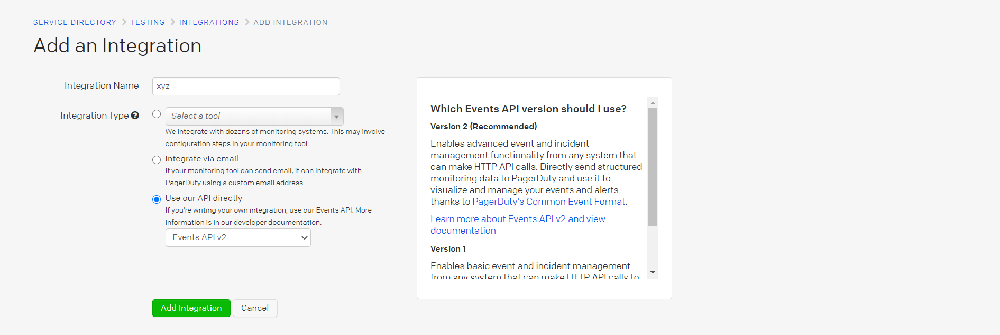 SERVICE DIRECTORY > TESTING > INTEGRATIONS > ADD INTEGRATION
Add an Integration
Integration Name
xyz
Integration Type
Select a tool
We integrate with dozens of monitoring systems. This may involve
configuration steps in your monitoring tool.
Integrate via email
If your monitoring tool can send email, it can integrate with
PagerDuty using a custom email address.
Use our API directly
If you're writing your own integration, use our Events API. More
information is in our developer documentation.
Events API v2
Add Integration
Cancel
Which Events API version should I use?
Version 2 (Recommended)
Enables advanced event and incident
management functionality from any system that
can make HTTP API calls. Directly send structured
monitoring data to PagerDuty and use it to
visualize and manage your events and alerts
thanks to PagerDuty's Common Event Format.
Learn more about Events API v2 and view
documentation
Version 1
Enables basic event and incident management
from any system that can make HTTP API calls to